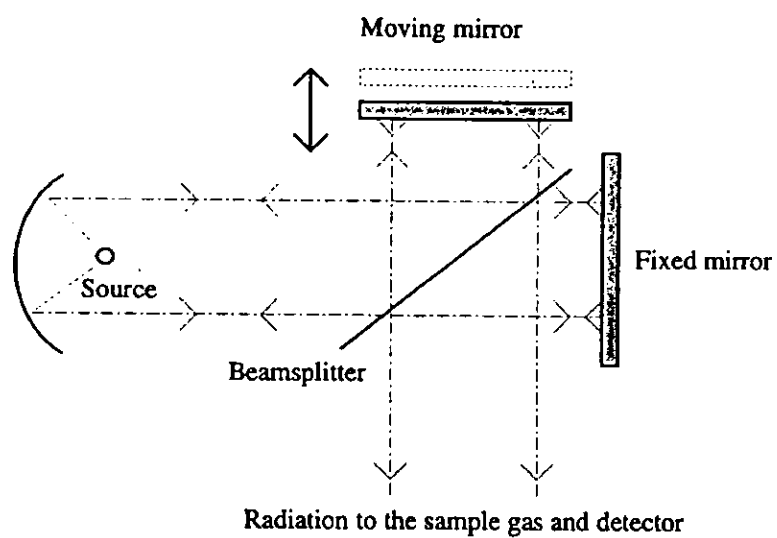 Moving mirror
Fixed mirror
Source
Beamsplitter
Radiation to the sample gas and detector